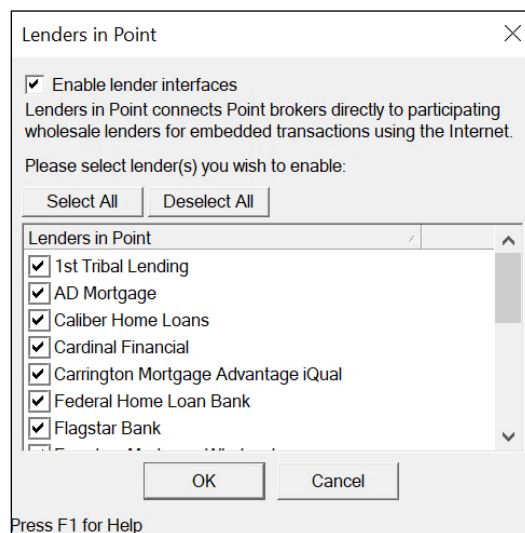 Lenders in Point
Enable lender interfaces
Lenders in Point connects Point brokers directly to participating
wholesale lenders for embedded transactions using the Internet.
Please select lender(s) you wish to enable:
Select All
Deselect All
Lenders in Point
1st Tribal Lending
AD Mortgage
Caliber Home Loans
Cardinal Financial
Carrington Mortgage Advantage iQual
Federal Home Loan Bank
Flagstar Bank
OK
Cancel
Press F1 for Help